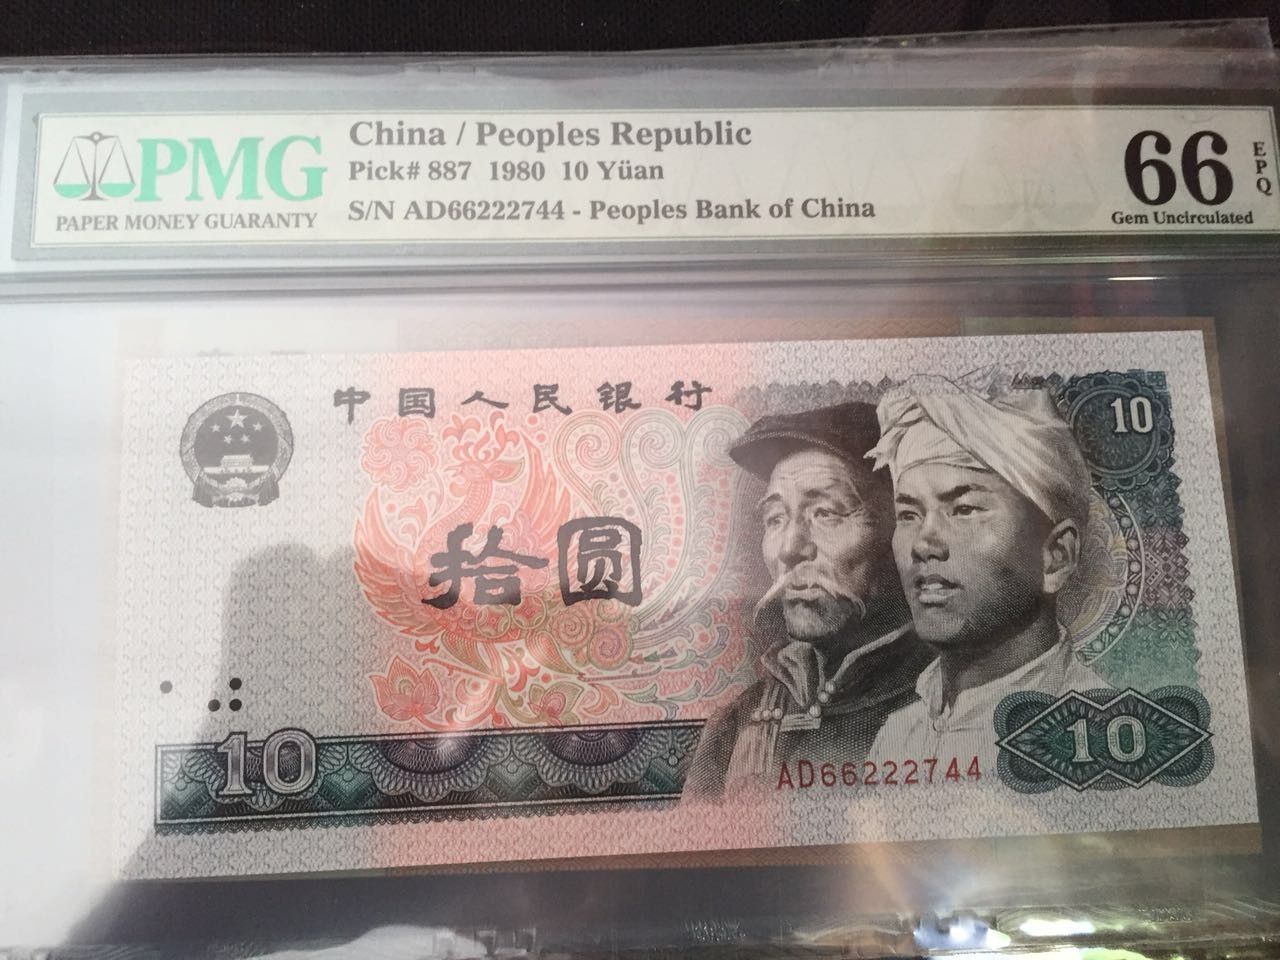 PMG
PAPER MONEY GUARANTY
China / Peoples Republic
Pick# 887 1980 10 Yüan
S/N AD66222744 - Peoples Bank of China
66
EPQ
Gem Uncirculated
中国人民银行
10
拾圆
10
10
AD66222744